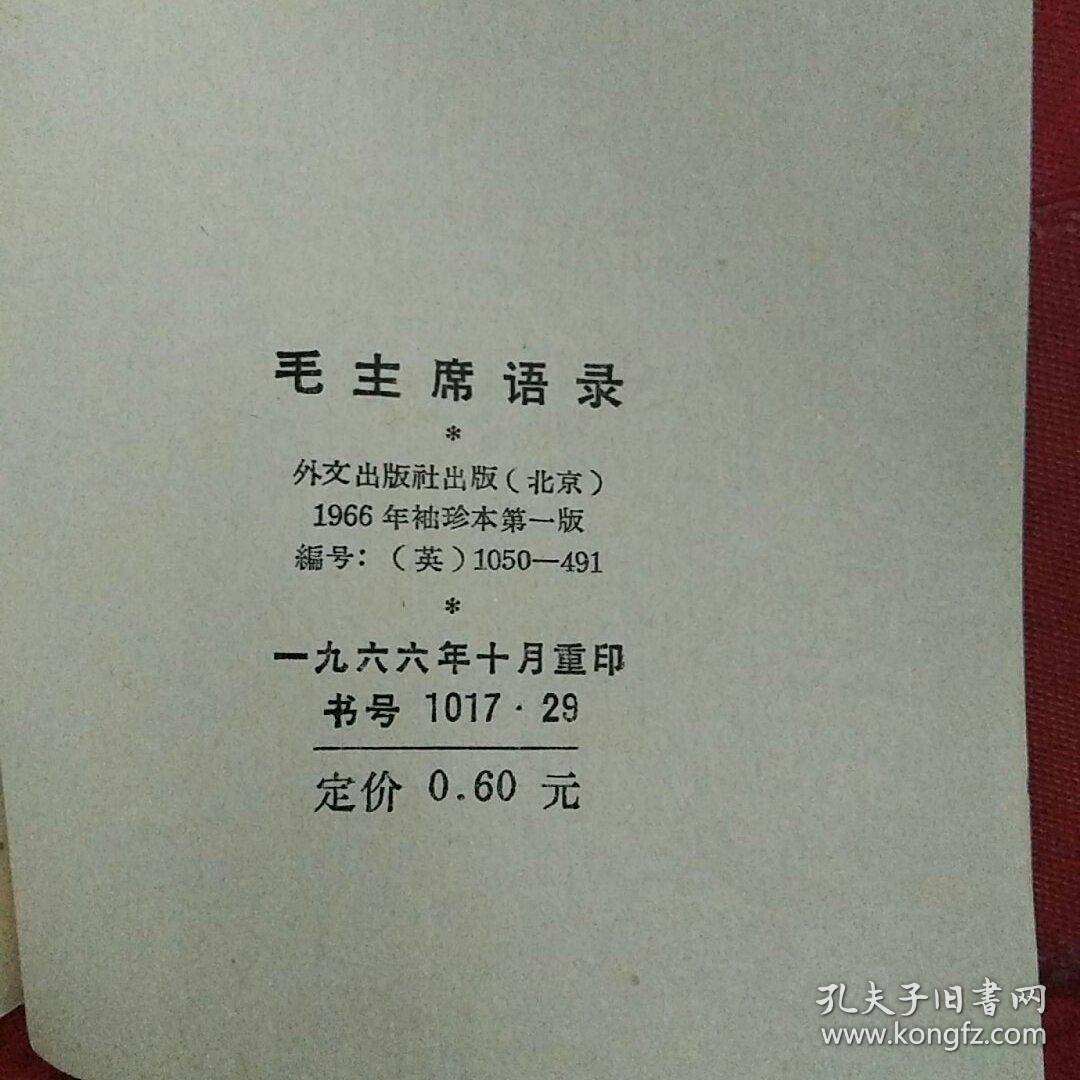 毛主席语录
*
外文出版社出版(北京)
1966年袖珍本第一版
編号:(英)1050—491
*
一九六六年十月重印
书号 1017·29
定价 0.60 元
孔夫子旧書网
www.kongfz.com